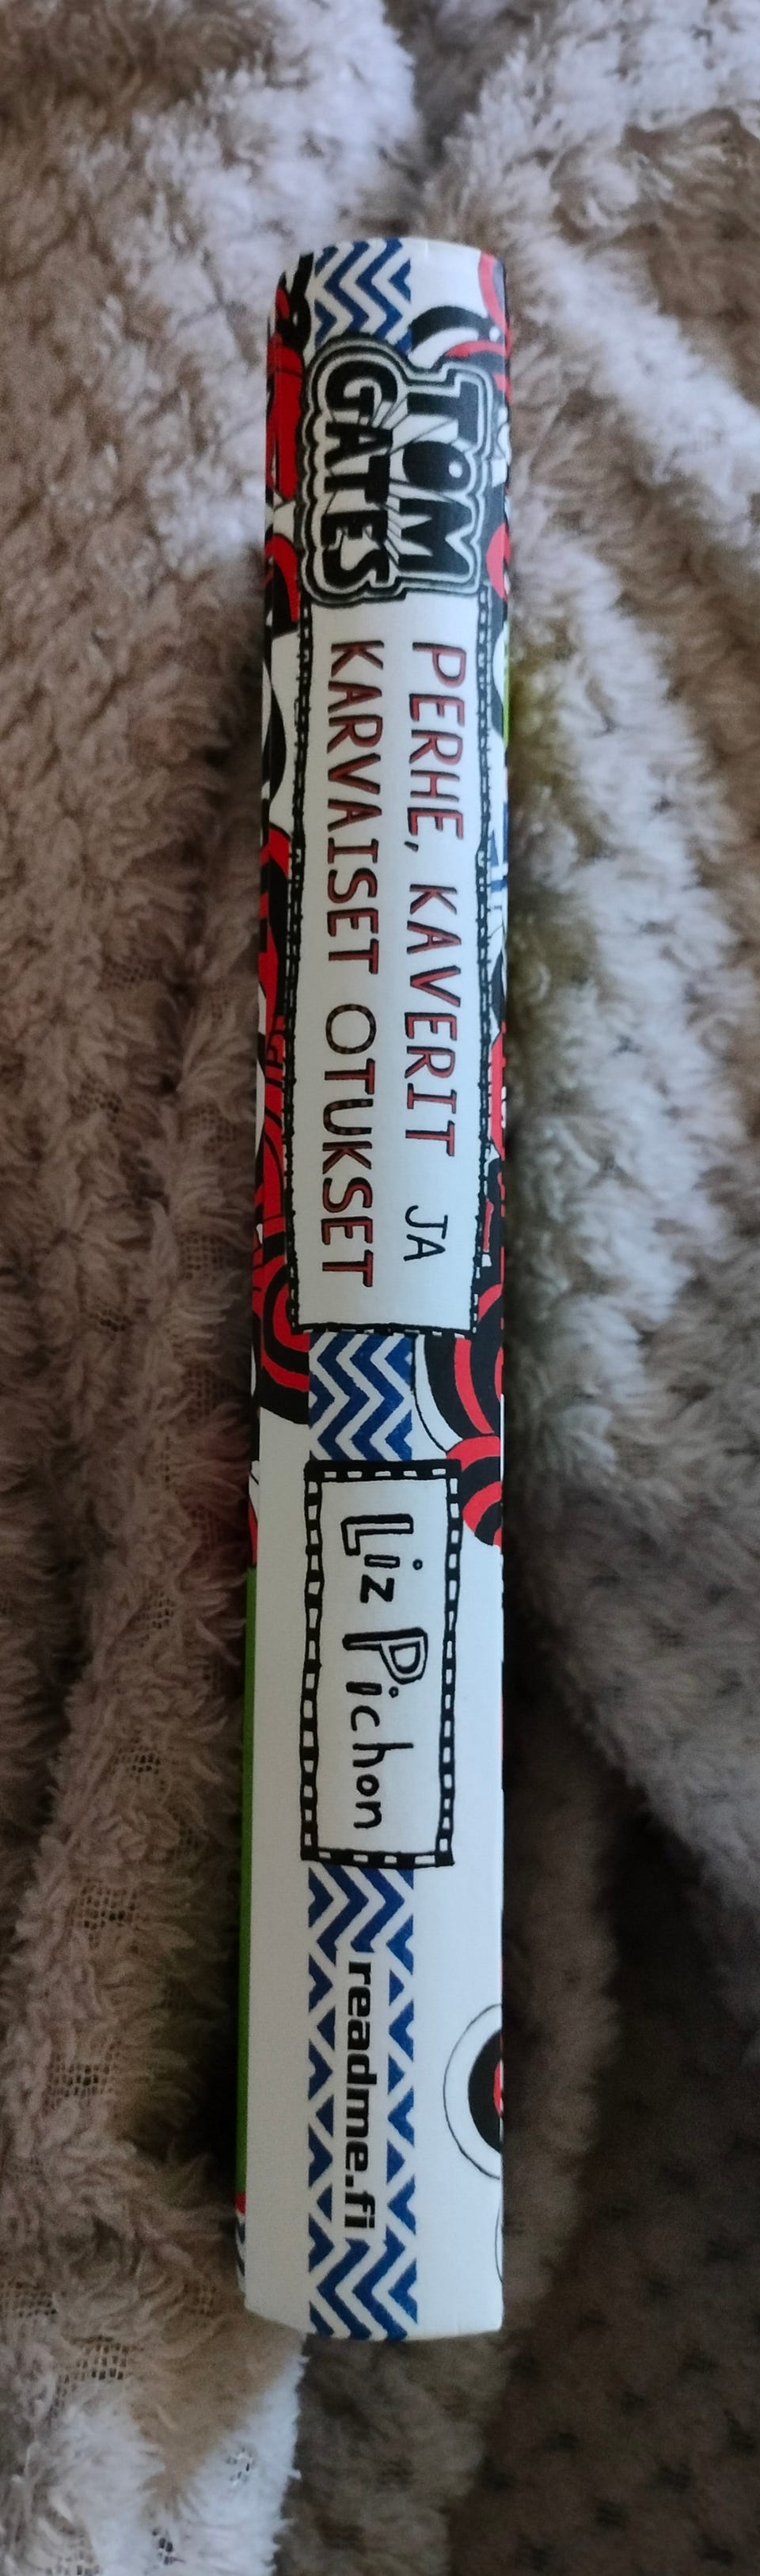 TOM
GATES
PERHE, KAVERIT JA
KARVAISET OTUKSET
Liz Pichon
readme.fi